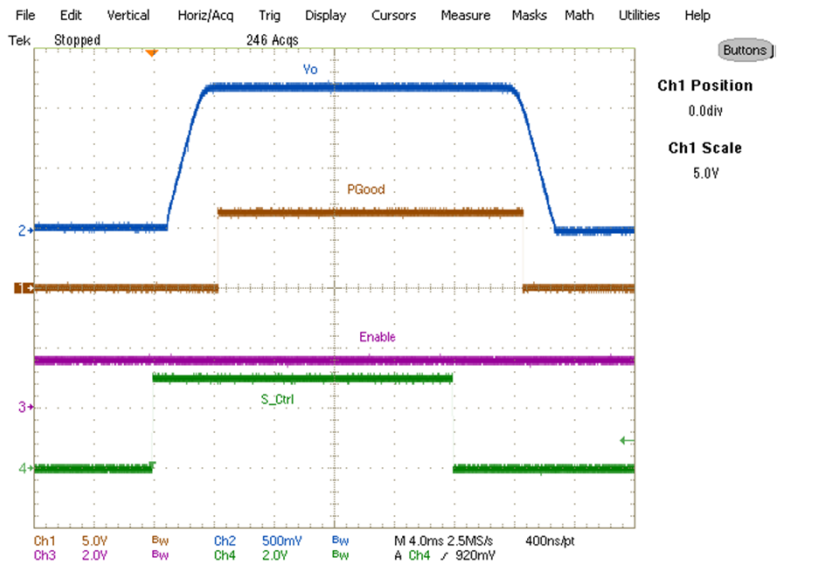 File Edit Vertical Horiz/Acq Trig Display Cursors Measure Masks Math Utilities Help
Tek Stopped 246 Acqs
Buttons
Vo
Ch1 Position
0.0div
Ch1 Scale
5.0V
PGood
2
1
Enable
S_Ctrl
3
4
Ch1 5.0V Bw Ch2 500mV Bw M 4.0ms 2.5MS/s 400ns/pt
Ch3 2.0V Bw Ch4 2.0V Bw A Ch4 / 920mV